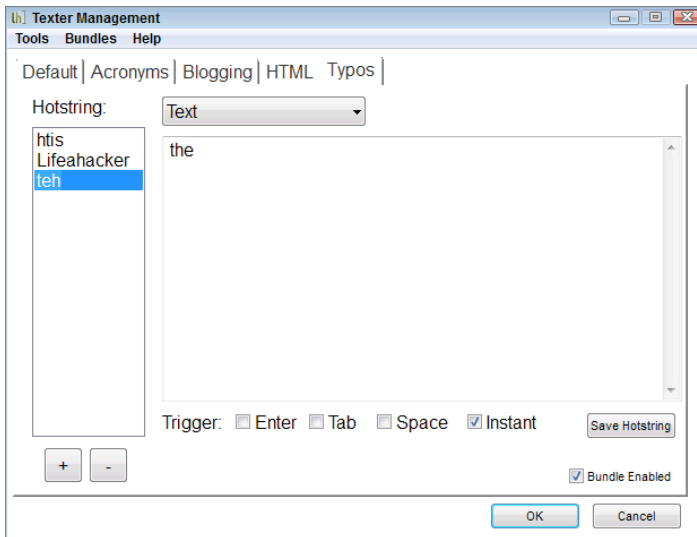 lh] Texter Management
Tools Bundles Help
Default Acronyms Blogging HTML Typos
Hotstring: Text
htis
Lifeahacker
teh
the
Trigger: Enter Tab Space Instant Save Hotstring
+ -
Bundle Enabled
OK Cancel